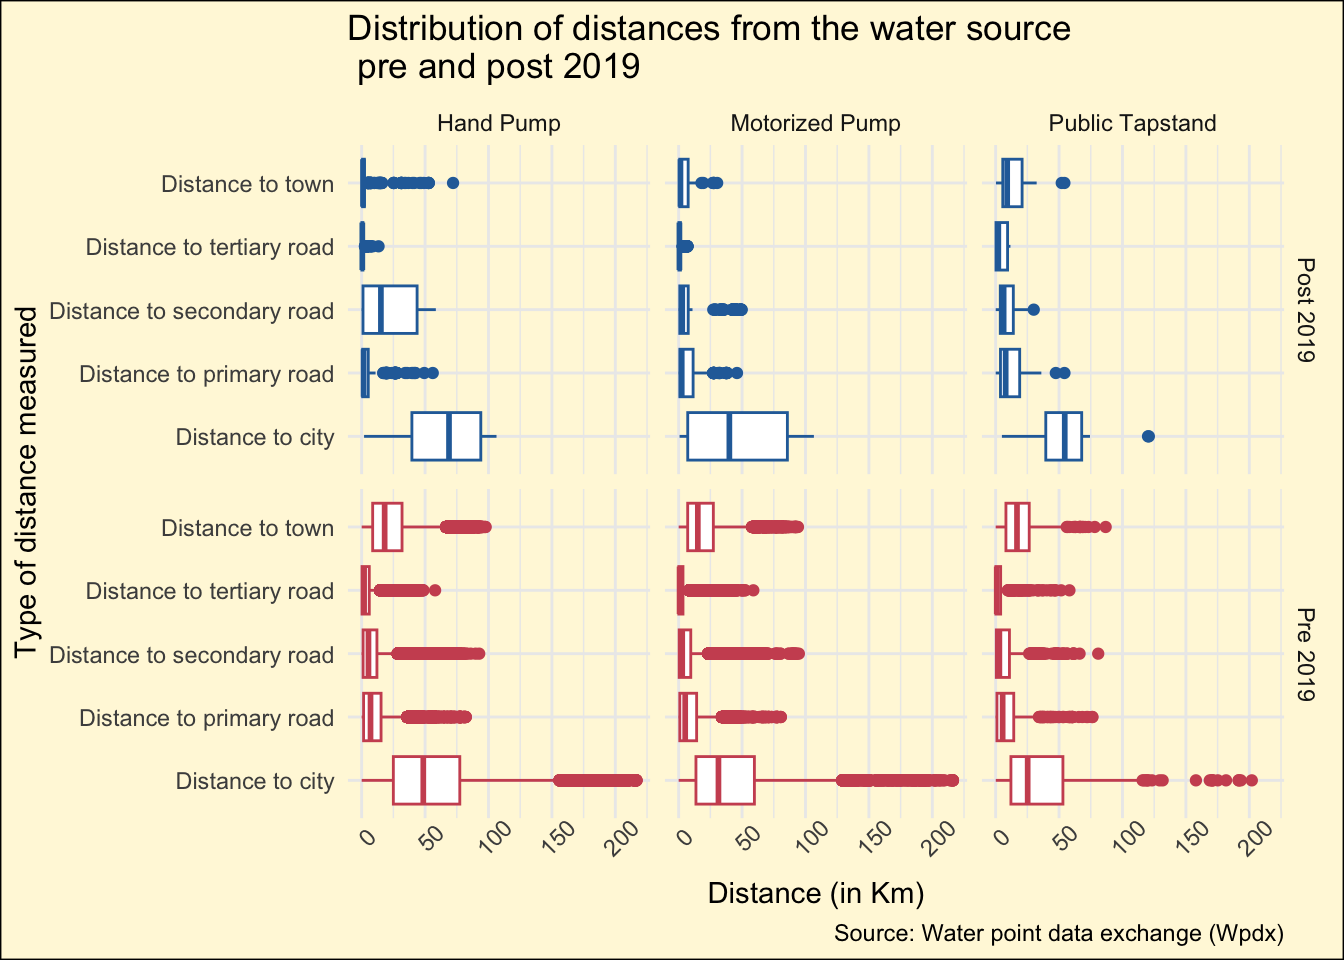 Distribution of distances from the water source
pre and post 2019
Hand Pump
Motorized Pump
Public Tapstand
Type of distance measured
Distance to town
Distance to tertiary road
Distance to secondary road
Distance to primary road
Distance to city
Post 2019
Distance to town
Distance to tertiary road
Distance to secondary road
Distance to primary road
Distance to city
Pre 2019
0 50 100 150 200
0 50 100 150 200
0 50 100 150 200
Distance (in Km)
Source: Water point data exchange (Wpdx)